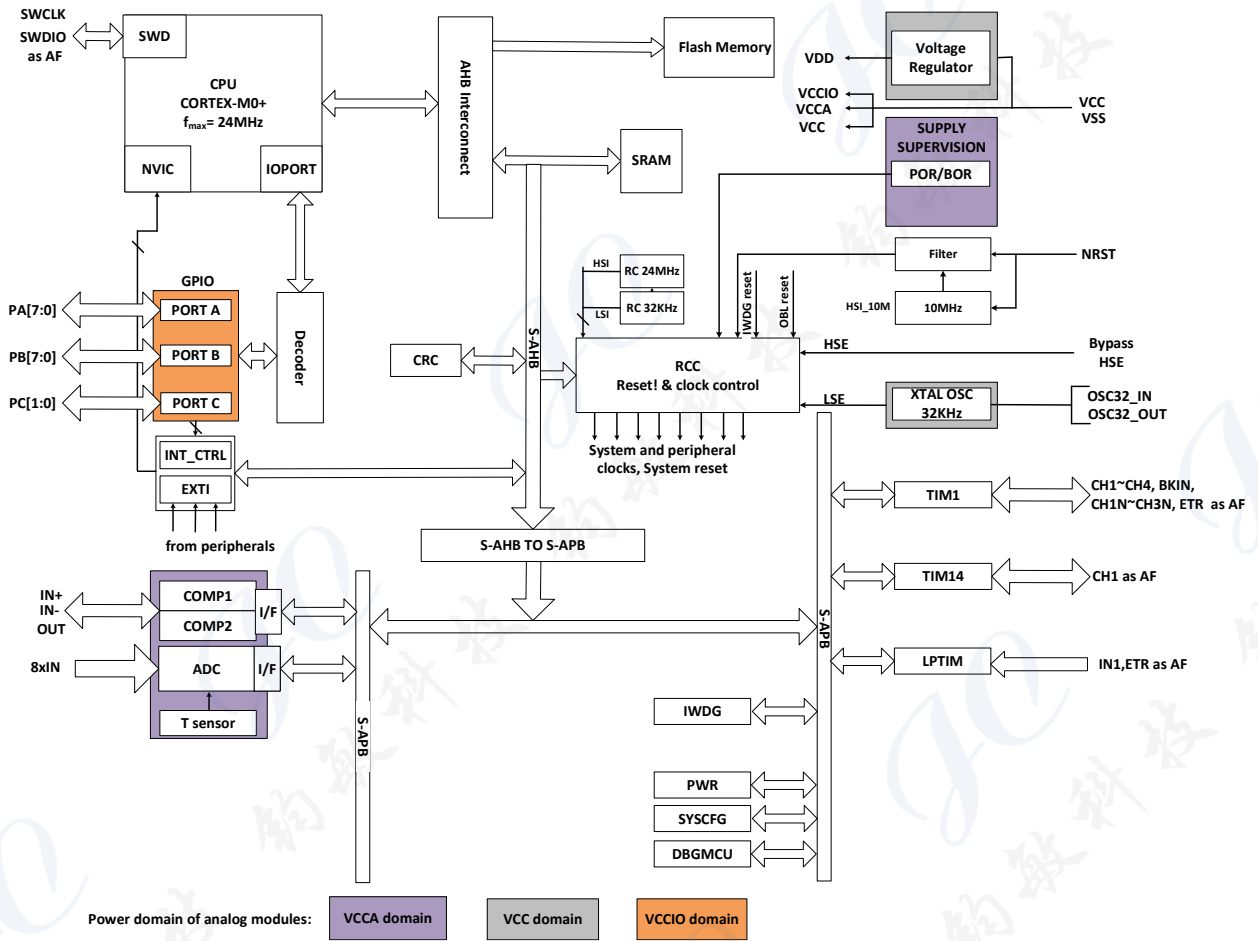 SWCLK
SWDIO
as AF
SWD
CPU
CORTEX-M0+
fmax= 24MHz
NVIC
IOPORT
AHB Interconnect
Flash Memory
SRAM
Voltage
Regulator
VDD
VCCIO
VCCA
VCC
VCC
VSS
SUPPLY
SUPERVISION
POR/BOR
Filter
NRST
HSI_10M
10MHz
GPIO
PA[7:0]
PORT A
PB[7:0]
PORT B
PC[1:0]
PORT C
Decoder
INT_CTRL
EXTI
from peripherals
CRC
S-AHB
HSI
RC 24MHz
LSI
RC 32KHz
IWDG reset
OBL reset
RCC
Reset! & clock control
HSE
Bypass
HSE
LSE
XTAL OSC
32KHz
OSC32_IN
OSC32_OUT
System and peripheral
clocks, System reset
S-AHB TO S-APB
IN+
IN-
OUT
COMP1
COMP2
I/F
8xIN
ADC
I/F
T sensor
S-APB
S-APB
TIM1
CH1~CH4, BKIN,
CH1N~CH3N, ETR as AF
TIM14
CH1 as AF
LPTIM
IN1,ETR as AF
IWDG
PWR
SYSCFG
DBGMCU
Power domain of analog modules:
VCCA domain
VCC domain
VCCIO domain